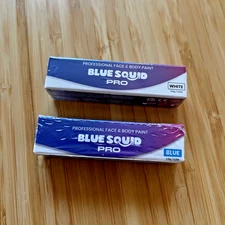 PROFESSIONAL FACE & BODY PAINT
BLUE SQUID
PRO
WHITE
PROFESSIONAL FACE & BODY PAINT
BLUE SQUID
PRO
BLUE